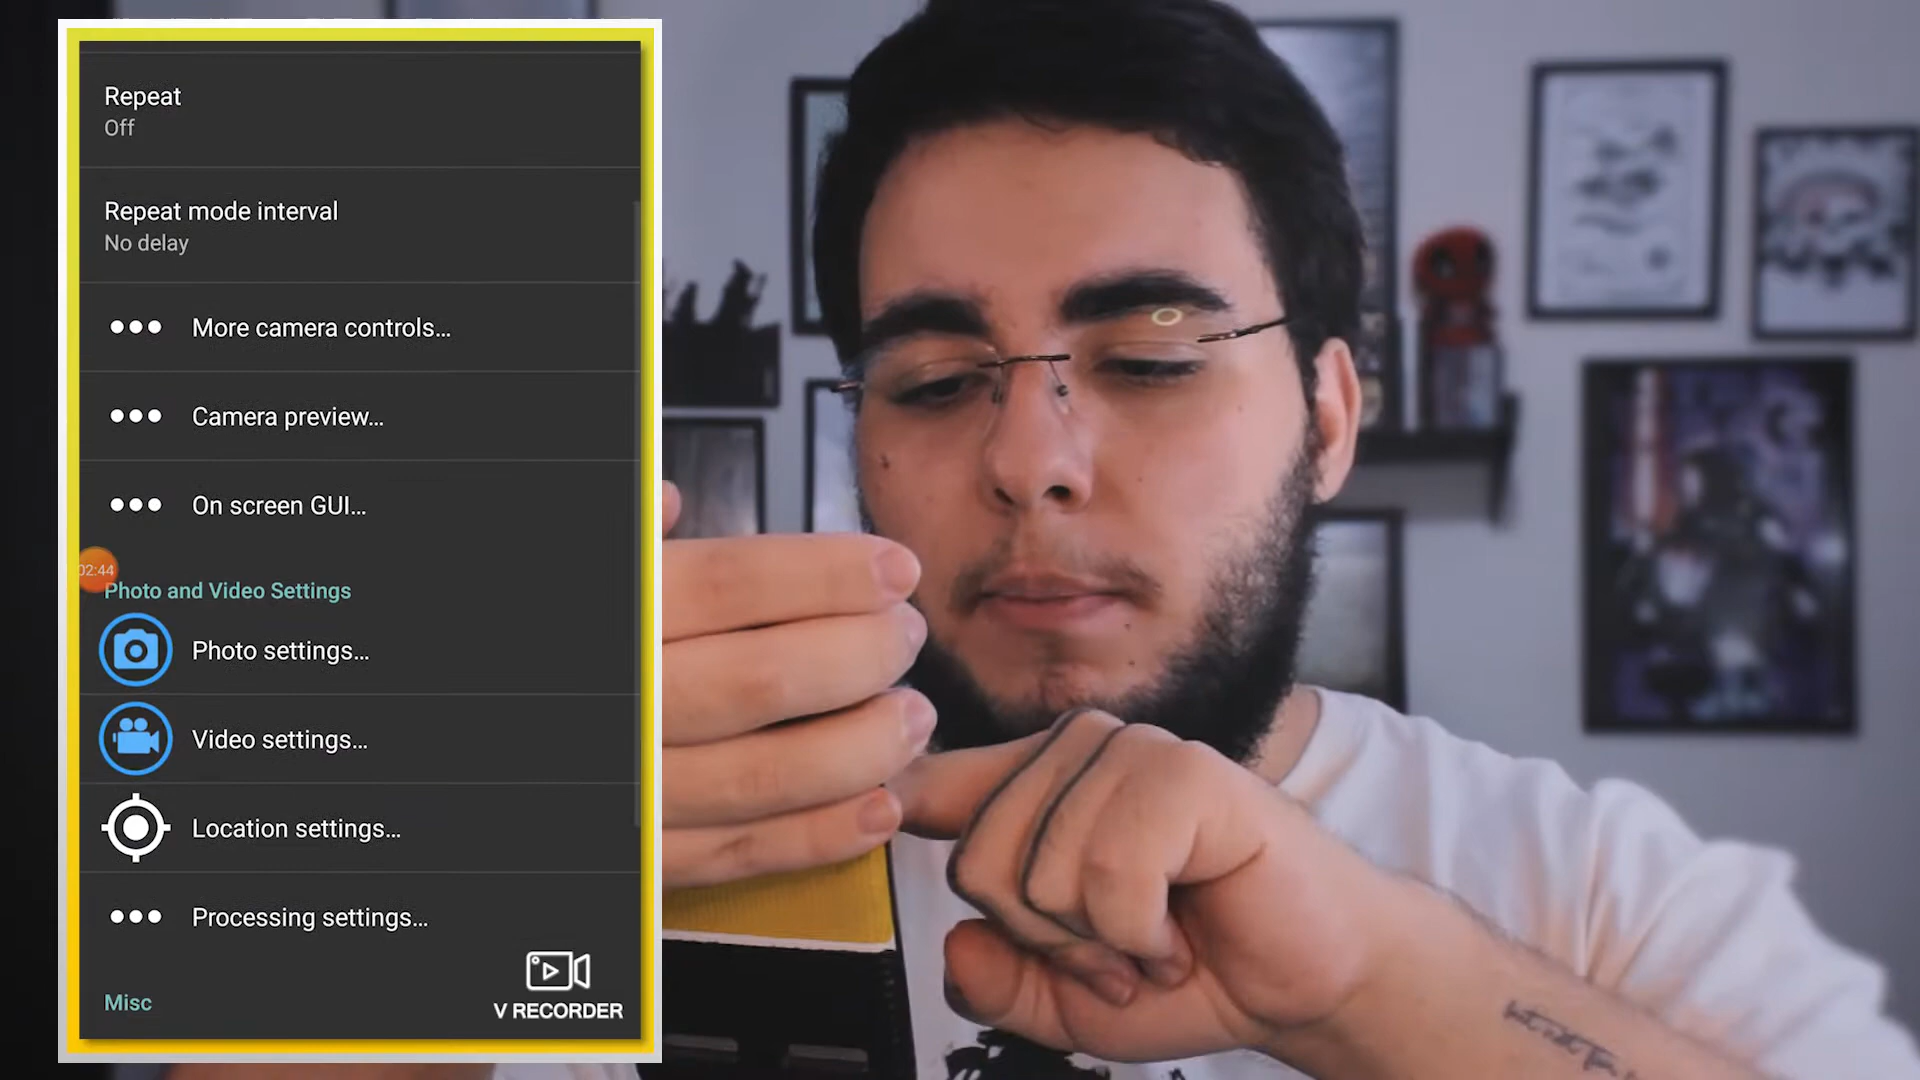 Repeat
Off
Repeat mode interval
No delay
More camera controls...
Camera preview...
On screen GUI...
02:44
Photo and Video Settings
Photo settings...
Video settings...
Location settings...
Processing settings...
V RECORDER
Misc